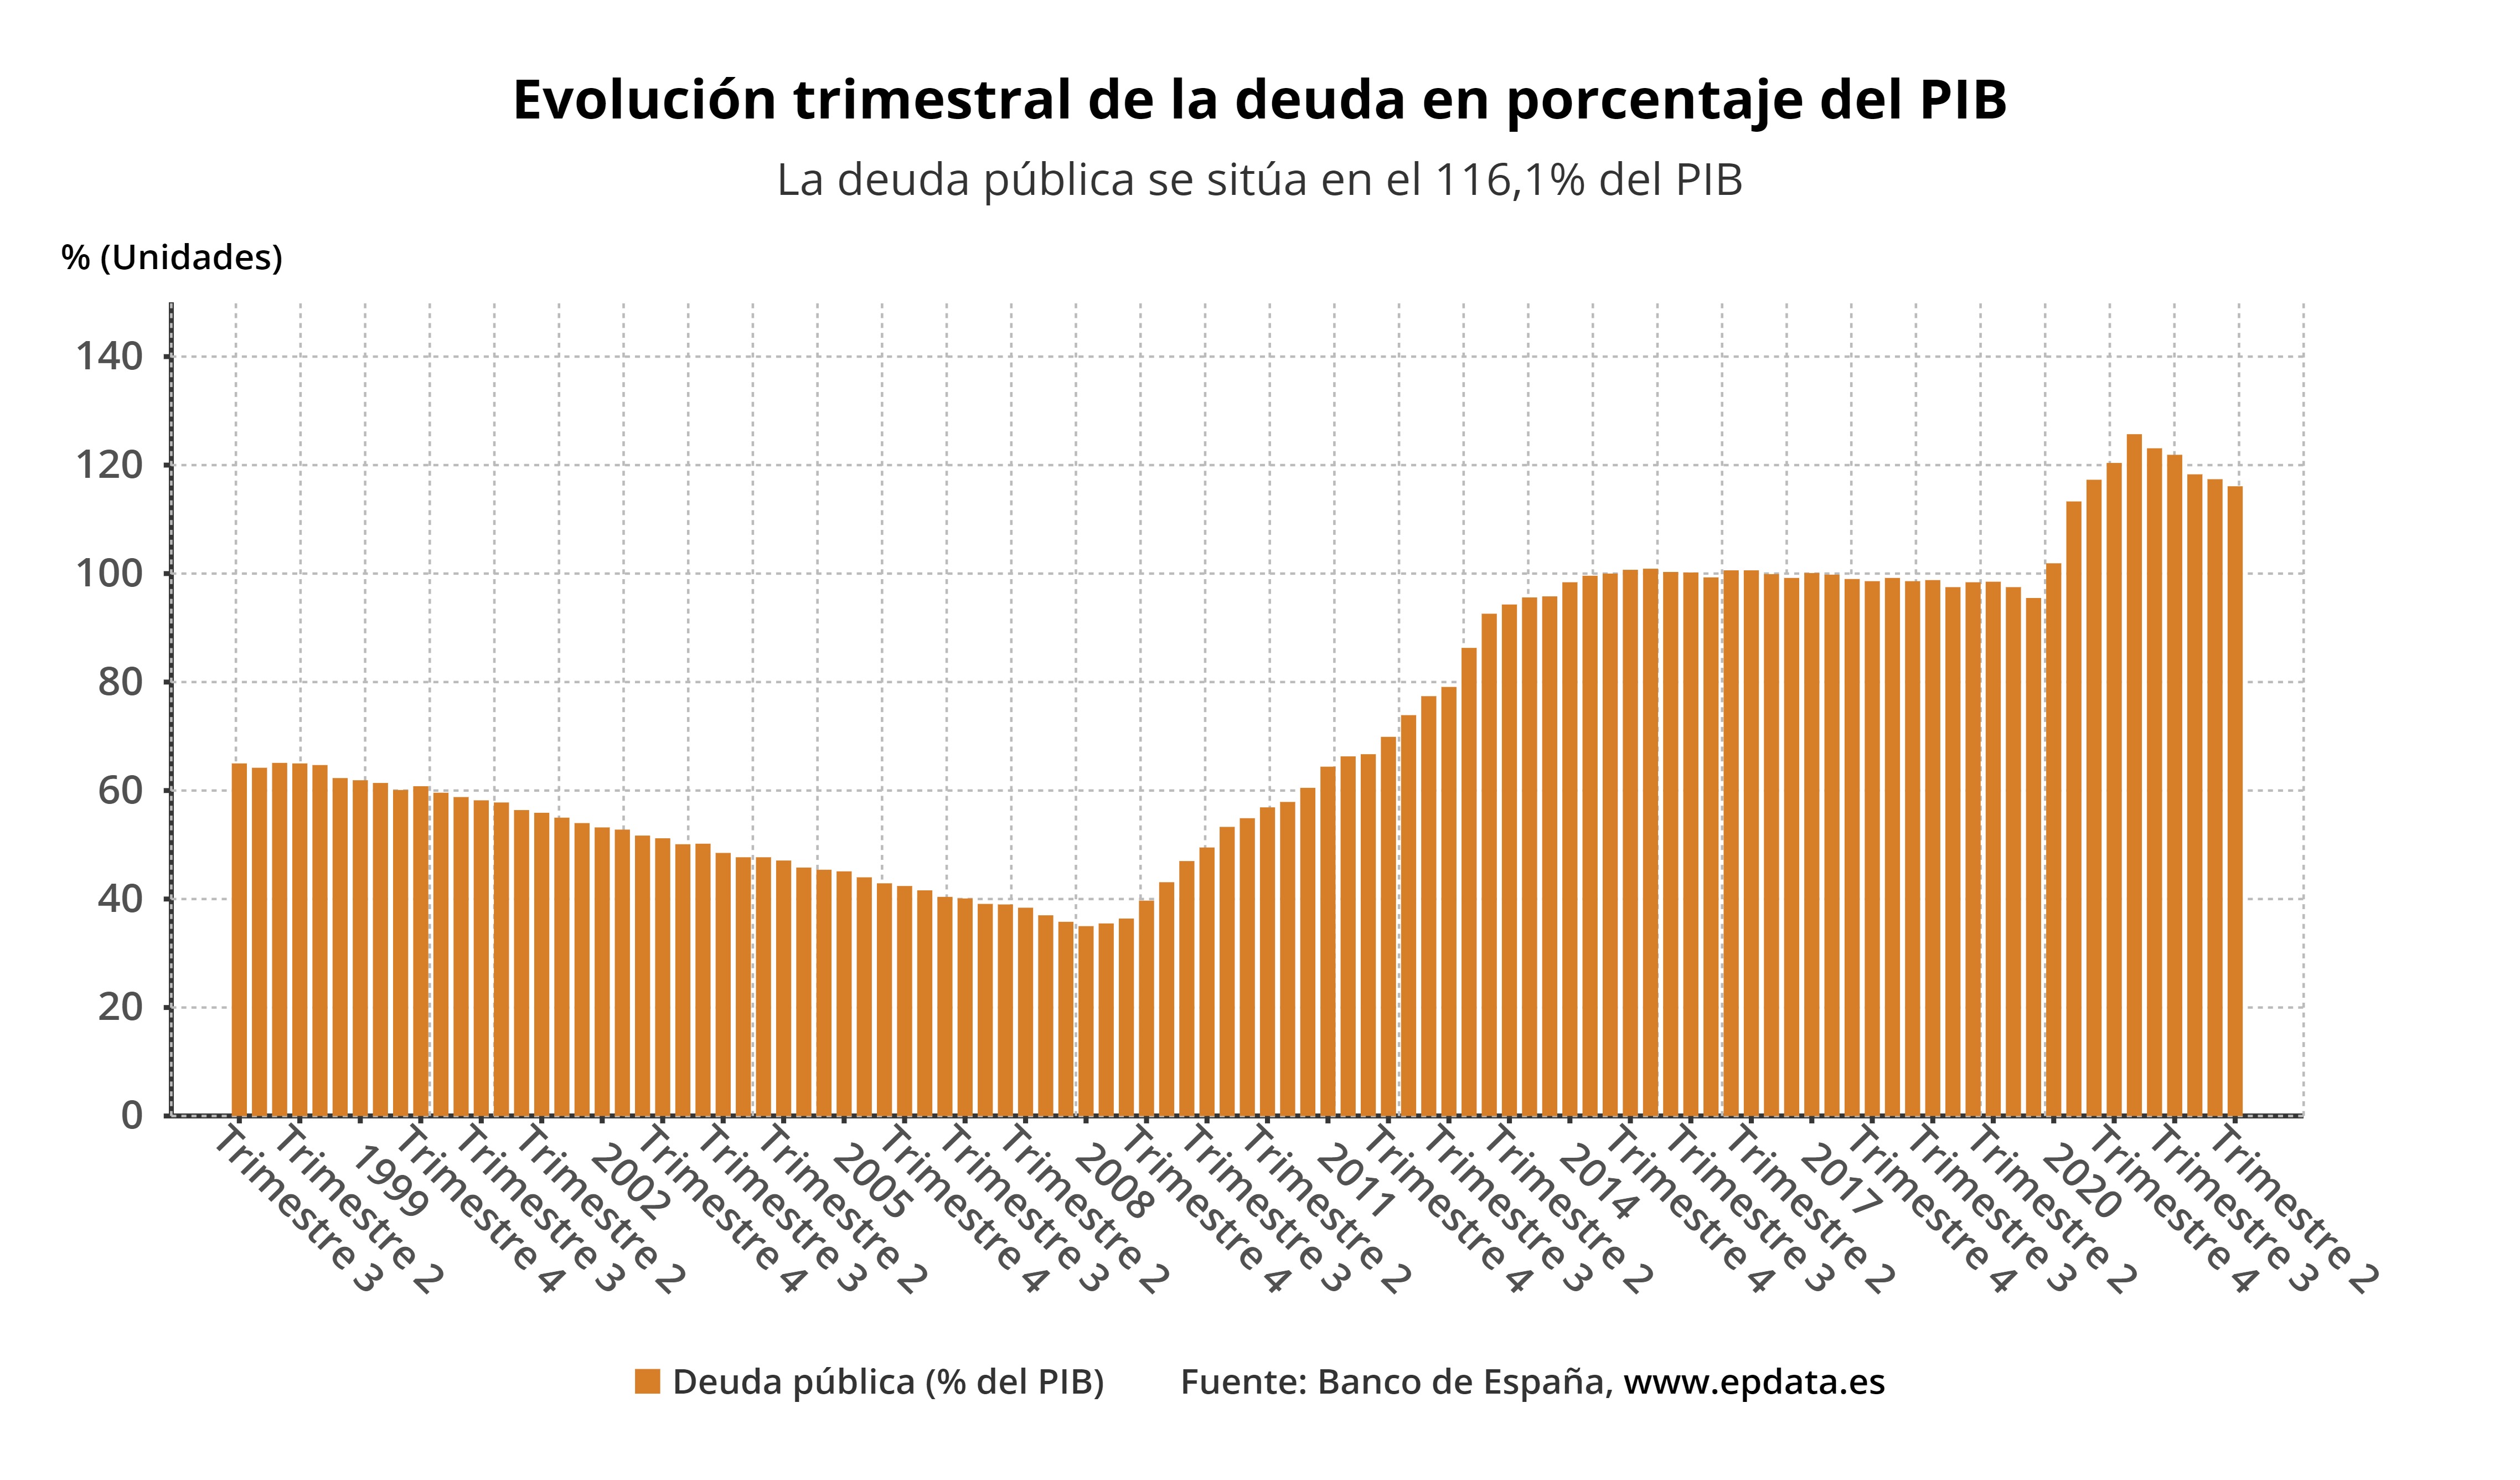 Evolución trimestral de la deuda en porcentaje del PIB
La deuda pública se sitúa en el 116,1% del PIB
% (Unidades)
140
120
100
80
60
40
20
0
Trimestre 3
Trimestre 2
1999
Trimestre 4
Trimestre 3
Trimestre 2
2002
Trimestre 4
Trimestre 3
Trimestre 2
2005
Trimestre 4
Trimestre 3
Trimestre 2
2008
Trimestre 4
Trimestre 3
Trimestre 2
2011
Trimestre 4
Trimestre 3
Trimestre 2
2014
Trimestre 4
Trimestre 3
Trimestre 2
2017
Trimestre 4
Trimestre 3
Trimestre 2
2020
Trimestre 4
Trimestre 3
Trimestre 2
Deuda pública (% del PIB)
Fuente: Banco de España, www.epdata.es